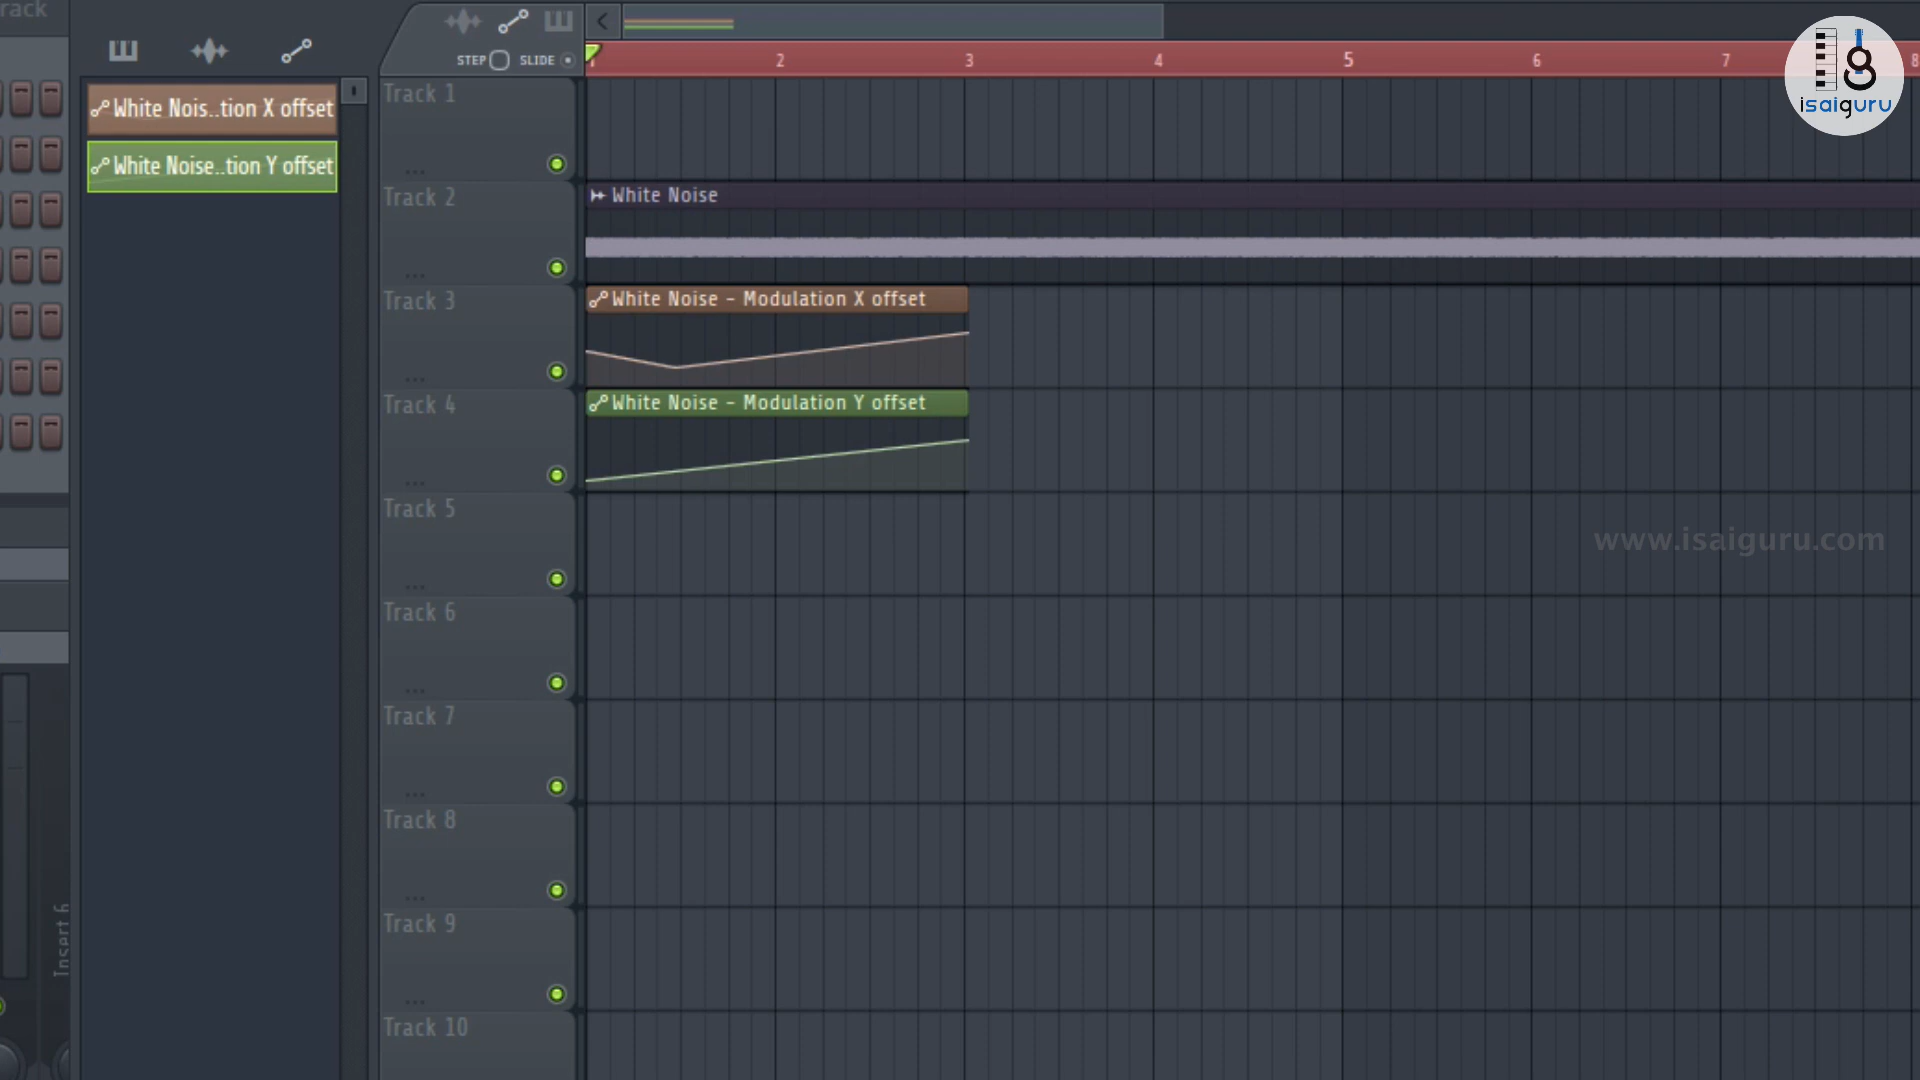 rack
STEP SLIDE
2 3 4 5 6 7 8
isaiguru
White Nois..tion X offset
White Noise..tion Y offset
Track 1
...
Track 2
White Noise
...
Track 3
White Noise - Modulation X offset
...
Track 4
White Noise - Modulation Y offset
...
Track 5
www.isaiguru.com
...
Track 6
...
Track 7
...
Track 8
...
Track 9
...
Insert 6
Track 10